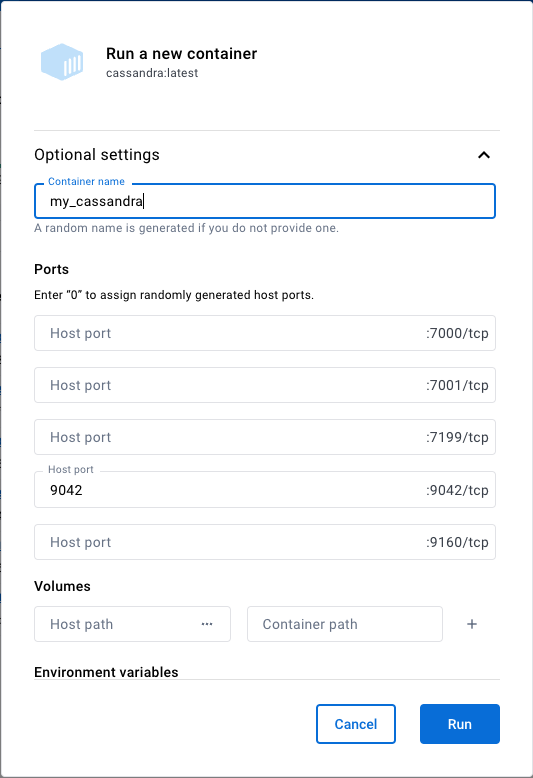 Run a new container
cassandra:latest
Optional settings
Container name
my_cassandra
A random name is generated if you do not provide one.
Ports
Enter “0” to assign randomly generated host ports.
Host port :7000/tcp
Host port :7001/tcp
Host port :7199/tcp
Host port
9042 :9042/tcp
Host port :9160/tcp
Volumes
Host path ... Container path +
Environment variables
Cancel Run